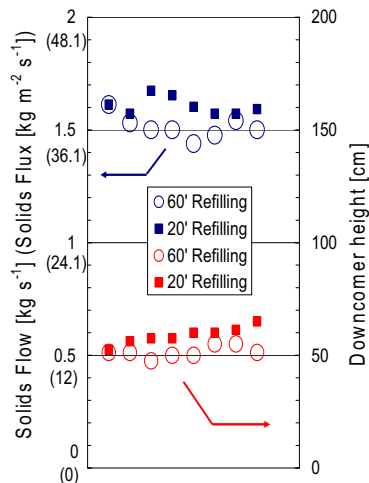 2
(48.1)
1.5
(36.1)
1
(24.1)
0.5
(12)
0
(0)
Solids Flow [kg s⁻¹] (Solids Flux [kg m⁻² s⁻¹])
60' Refilling
20' Refilling
60' Refilling
20' Refilling
200
150
100
50
0
Downcomer height [cm]